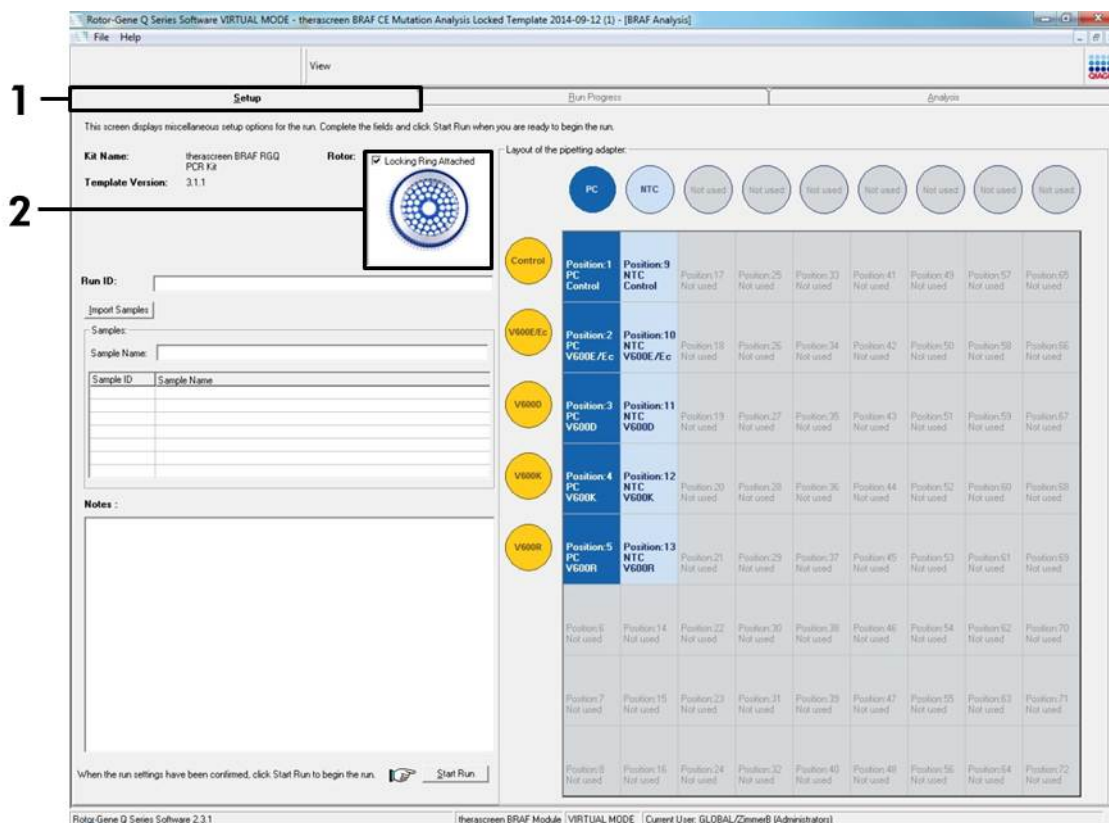 Rotor-Gene Q Series Software VIRTUAL MODE - therascreen BRAF CE Mutation Analysis Locked Template 2014-09-12 (1) - [BRAF Analysis]
File Help
View
QIAGEN
1
Setup
Run Progress
Analysis
This screen displays miscellaneous setup options for the run. Complete the fields and click Start Run when you are ready to begin the run.
Kit Name: therascreen BRAF RGQ
PCR Kit
Template Version: 3.1.1
Rotor:
Locking Ring Attached
2
Run ID:
Import Samples
Samples:
Sample Name:
Sample ID Sample Name
Notes :
When the run settings have been confirmed, click Start Run to begin the run. Start Run
Layout of the pipetting adapter:
PC NTC Not used Not used Not used Not used Not used Not used Not used
Control
Position:1 Position:9 Position:17 Position:25 Position:33 Position:41 Position:49 Position:57 Position:65
PC NTC Not used Not used Not used Not used Not used Not used Not used
Control Control
V600E/Ec
Position:2 Position:10 Position:18 Position:26 Position:34 Position:42 Position:50 Position:58 Position:66
PC NTC Not used Not used Not used Not used Not used Not used Not used
V600E/Ec V600E/Ec
V600D
Position:3 Position:11 Position:19 Position:27 Position:35 Position:43 Position:51 Position:59 Position:67
PC NTC Not used Not used Not used Not used Not used Not used Not used
V600D V600D
V600K
Position:4 Position:12 Position:20 Position:28 Position:36 Position:44 Position:52 Position:60 Position:68
PC NTC Not used Not used Not used Not used Not used Not used Not used
V600K V600K
V600R
Position:5 Position:13 Position:21 Position:29 Position:37 Position:45 Position:53 Position:61 Position:69
PC NTC Not used Not used Not used Not used Not used Not used Not used
V600R V600R
Position:6 Position:14 Position:22 Position:30 Position:38 Position:46 Position:54 Position:62 Position:70
Not used Not used Not used Not used Not used Not used Not used Not used Not used
Position:7 Position:15 Position:23 Position:31 Position:39 Position:47 Position:55 Position:63 Position:71
Not used Not used Not used Not used Not used Not used Not used Not used Not used
Position:8 Position:16 Position:24 Position:32 Position:40 Position:48 Position:56 Position:64 Position:72
Not used Not used Not used Not used Not used Not used Not used Not used Not used
Rotor-Gene Q Series Software 2.3.1 therascreen BRAF Module VIRTUAL MODE Current User: GLOBAL/ZimmerB (Administrators)